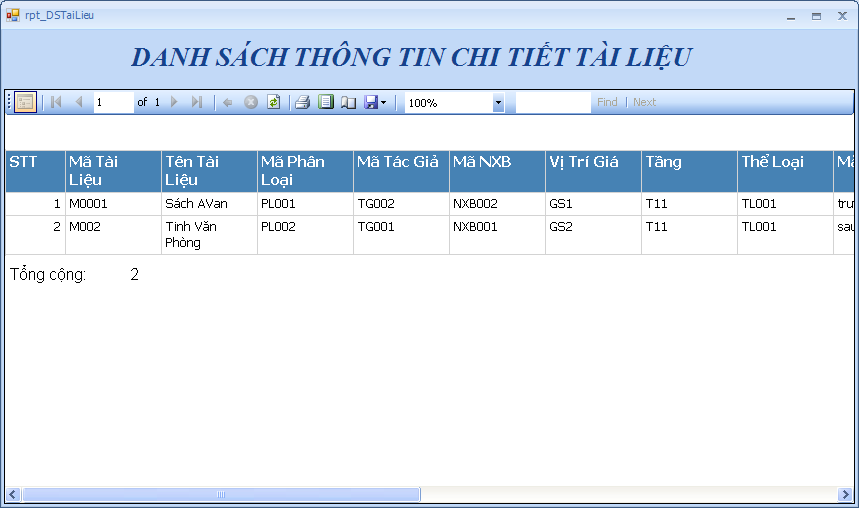 rpt_DSTaiLieu
DANH SÁCH THÔNG TIN CHI TIẾT TÀI LIỆU
1 of 1 100% Find Next
STT Mã Tài Liệu Tên Tài Liệu Mã Phân Loại Mã Tác Giả Mã NXB Vị Trí Giá Tầng Thể Loại
1 M0001 Sách AVan PL001 TG002 NXB002 GS1 T11 TL001
2 M002 Tinh Văn Phòng PL002 TG001 NXB001 GS2 T11 TL001
Tổng cộng: 2